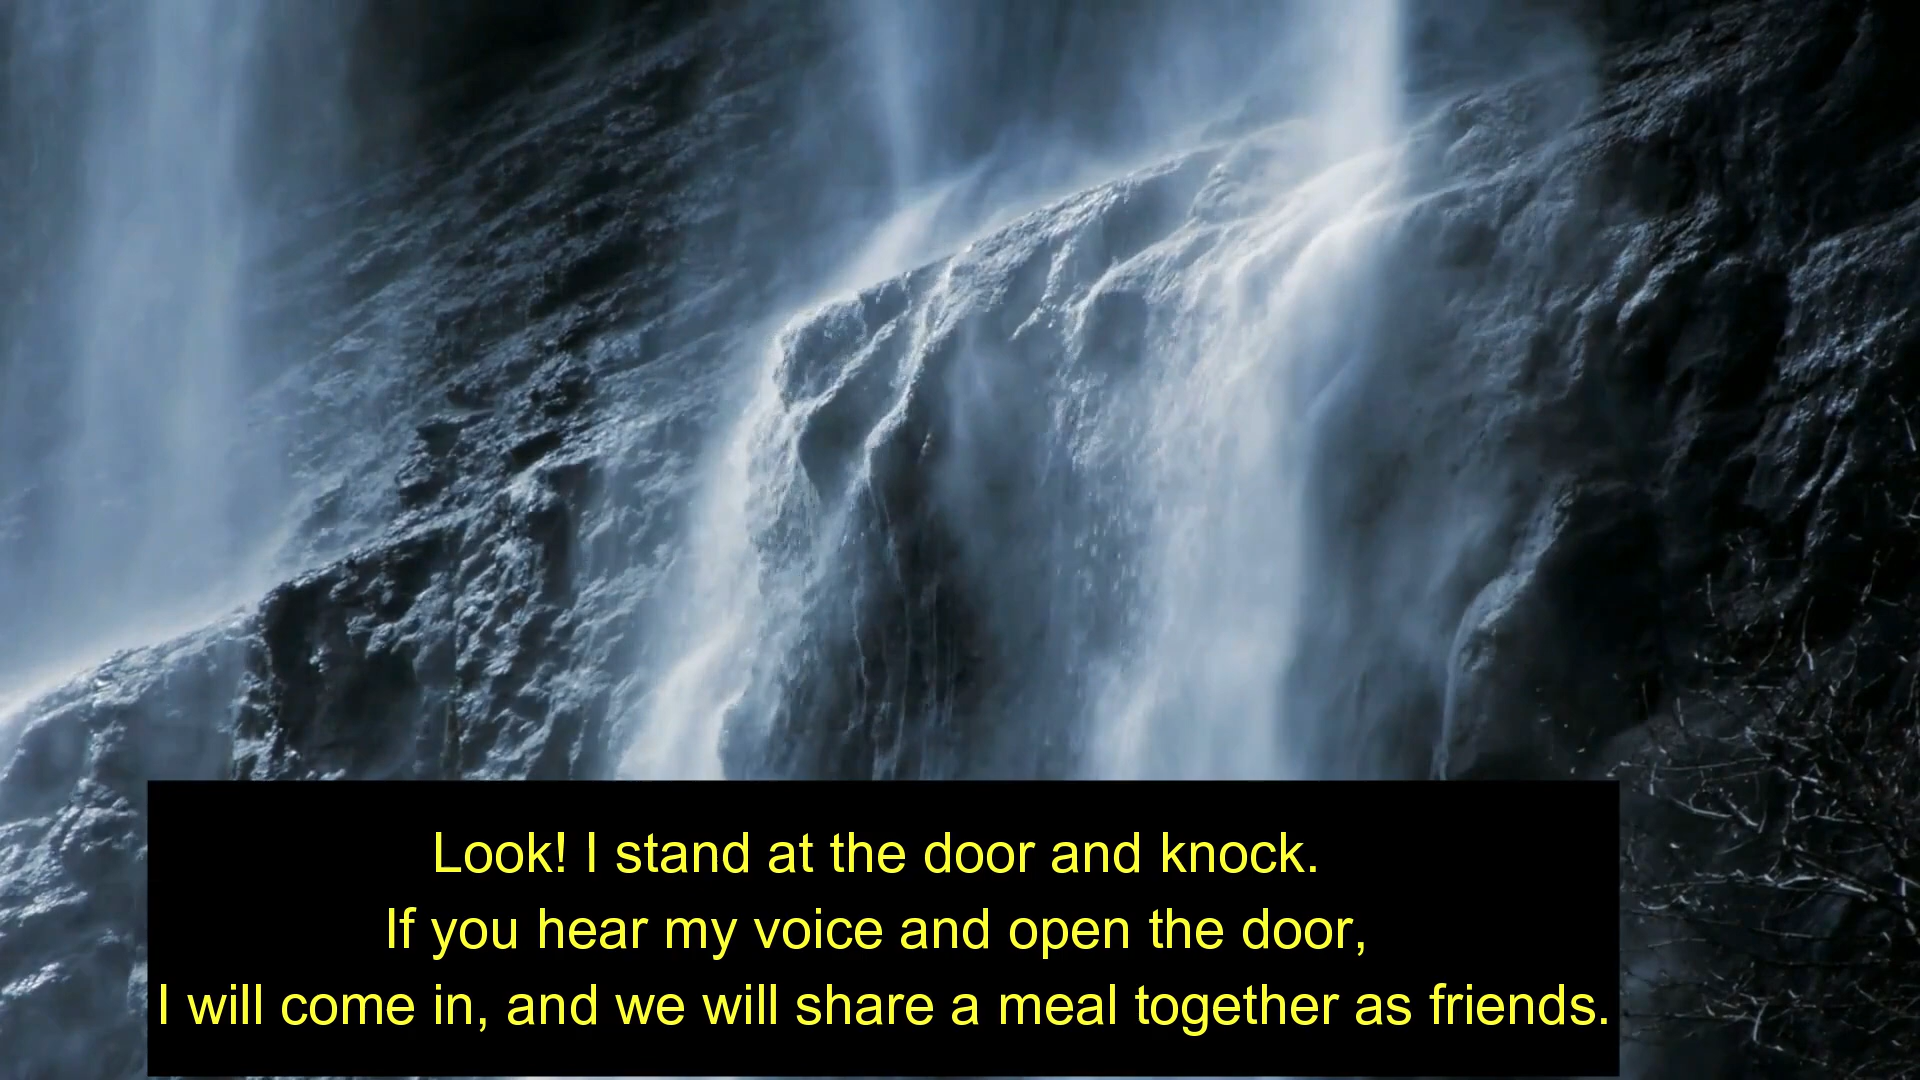 Look! I stand at the door and knock.
If you hear my voice and open the door,
I will come in, and we will share a meal together as friends.